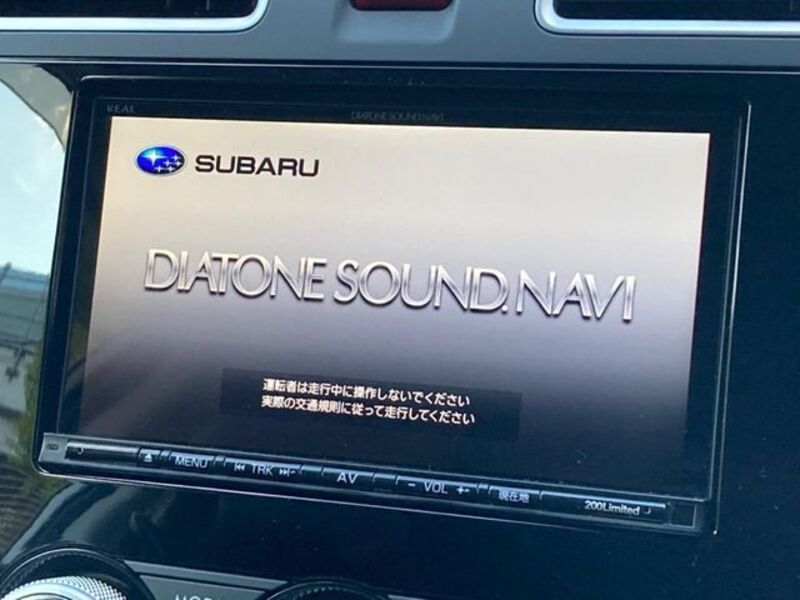 REAL
DIATONE SOUND.NAVI
SUBARU
DIATONE SOUND.NAVI
運転者は走行中に操作しないでください
実際の交通規則に従って走行してください
MENU TRK AV − VOL + 現在地 200Limited